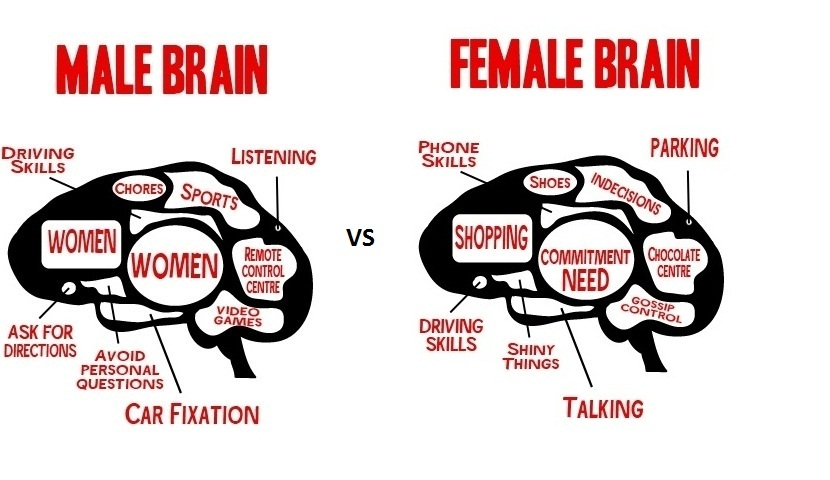 MALE BRAIN
DRIVING
SKILLS
LISTENING
CHORES
SPORTS
WOMEN
WOMEN
REMOTE
CONTROL
CENTRE
VIDEO
GAMES
ASK FOR
DIRECTIONS
AVOID
PERSONAL
QUESTIONS
CAR FIXATION
VS
FEMALE BRAIN
PHONE
SKILLS
PARKING
SHOES
INDECISIONS
SHOPPING
COMMITMENT
NEED
CHOCOLATE
CENTRE
GOSSIP
CONTROL
DRIVING
SKILLS
SHINY
THINGS
TALKING